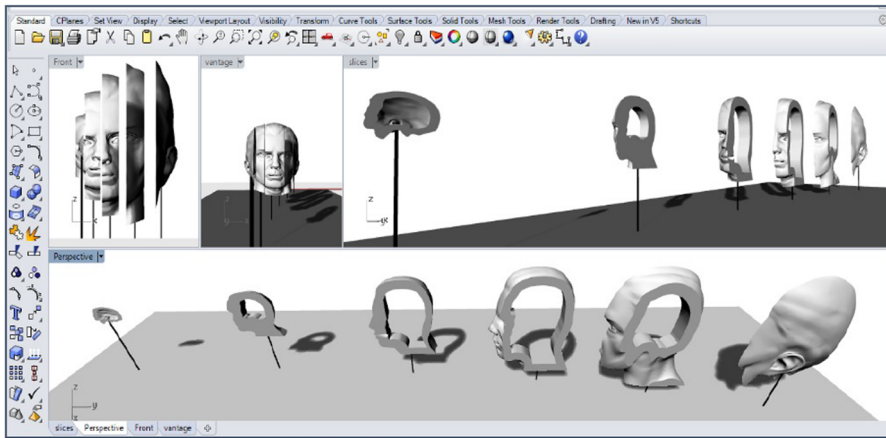 Standard CPlanes Set View Display Select Viewport Layout Visibility Transform Curve Tools Surface Tools Solid Tools Mesh Tools Render Tools Drafting New in V5 Shortcuts
Front vantage slices
z z z
x y x
Perspective
z
y
x
slices Perspective Front vantage